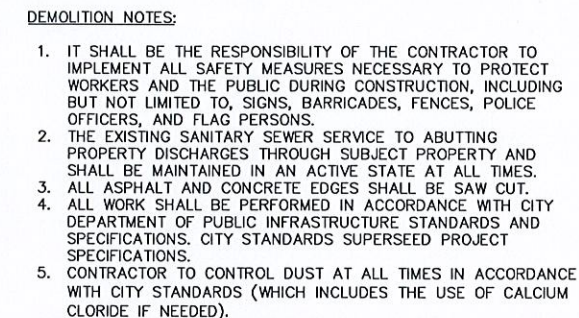 DEMOLITION NOTES:
1. IT SHALL BE THE RESPONSIBILITY OF THE CONTRACTOR TO
IMPLEMENT ALL SAFETY MEASURES NECESSARY TO PROTECT
WORKERS AND THE PUBLIC DURING CONSTRUCTION, INCLUDING
BUT NOT LIMITED TO, SIGNS, BARRICADES, FENCES, POLICE
OFFICERS, AND FLAG PERSONS.
2. THE EXISTING SANITARY SEWER SERVICE TO ABUTTING
PROPERTY DISCHARGES THROUGH SUBJECT PROPERTY AND
SHALL BE MAINTAINED IN AN ACTIVE STATE AT ALL TIMES.
3. ALL ASPHALT AND CONCRETE EDGES SHALL BE SAW CUT.
4. ALL WORK SHALL BE PERFORMED IN ACCORDANCE WITH CITY
DEPARTMENT OF PUBLIC INFRASTRUCTURE STANDARDS AND
SPECIFICATIONS. CITY STANDARDS SUPERSEED PROJECT
SPECIFICATIONS.
5. CONTRACTOR TO CONTROL DUST AT ALL TIMES IN ACCORDANCE
WITH CITY STANDARDS (WHICH INCLUDES THE USE OF CALCIUM
CLORIDE IF NEEDED).